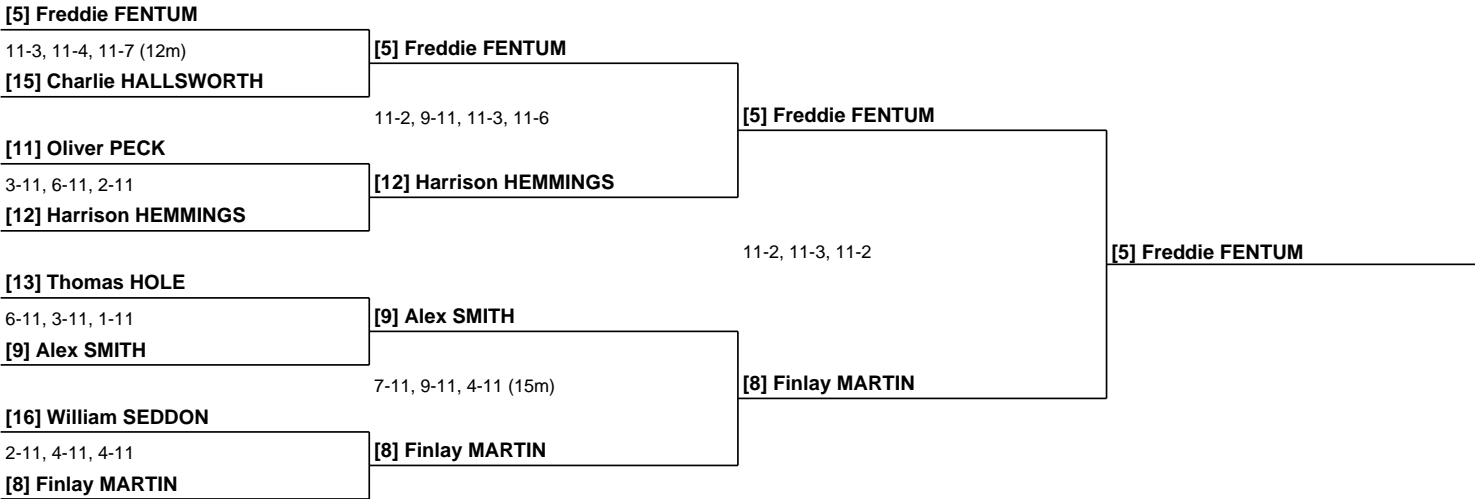 [5] Freddie FENTUM
11-3, 11-4, 11-7 (12m)
[15] Charlie HALLSWORTH
[5] Freddie FENTUM
11-2, 9-11, 11-3, 11-6
[11] Oliver PECK
3-11, 6-11, 2-11
[12] Harrison HEMMINGS
[12] Harrison HEMMINGS
[5] Freddie FENTUM
11-2, 11-3, 11-2
[5] Freddie FENTUM
[13] Thomas HOLE
6-11, 3-11, 1-11
[9] Alex SMITH
[9] Alex SMITH
7-11, 9-11, 4-11 (15m)
[16] William SEDDON
2-11, 4-11, 4-11
[8] Finlay MARTIN
[8] Finlay MARTIN
[8] Finlay MARTIN